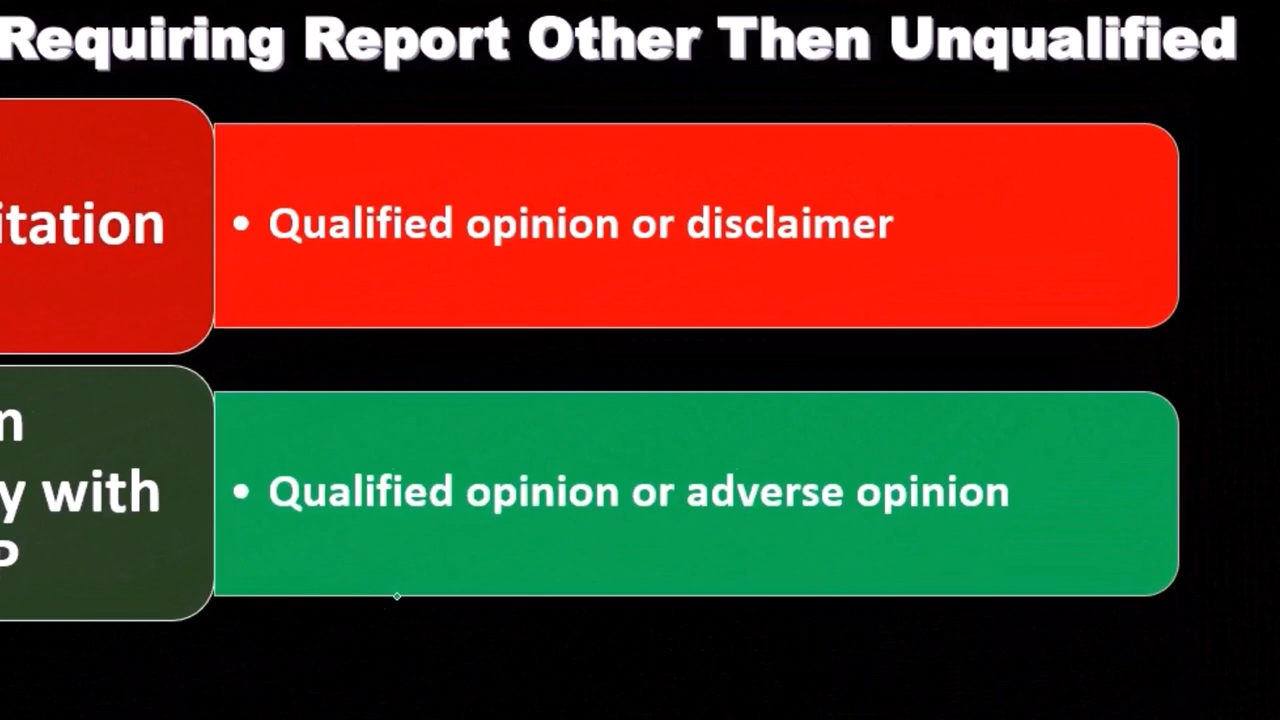 Requiring Report Other Then Unqualified
itation
• Qualified opinion or disclaimer
n
y with
P
• Qualified opinion or adverse opinion